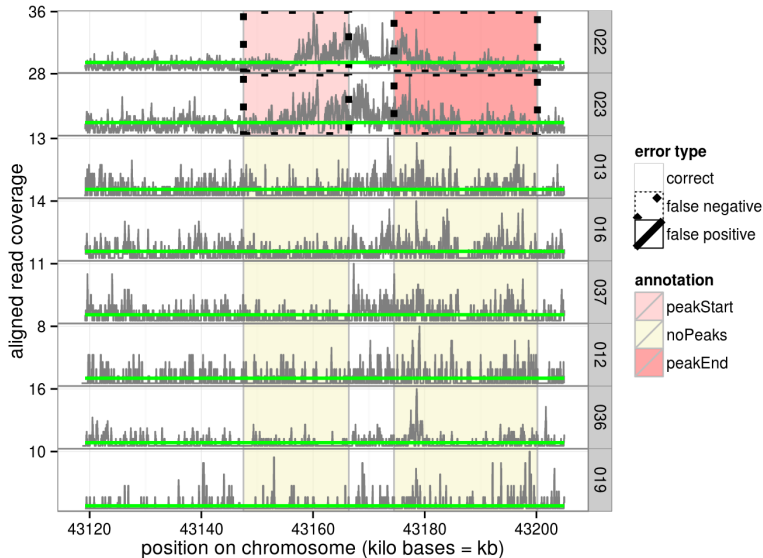 36
022
28
023
13
013
14
016
11
037
8
012
16
036
10
019
aligned read coverage
43120 43140 43160 43180 43200
position on chromosome (kilo bases = kb)
error type
correct
false negative
false positive
annotation
peakStart
noPeaks
peakEnd